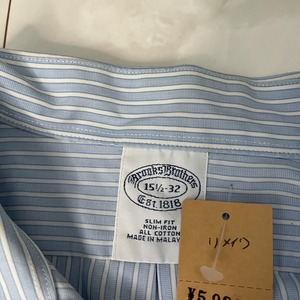 Brooks Brothers
15½-32
EST. 1818
SLIM FIT
NON-IRON
ALL COTTON
MADE IN MALAY
リメイク